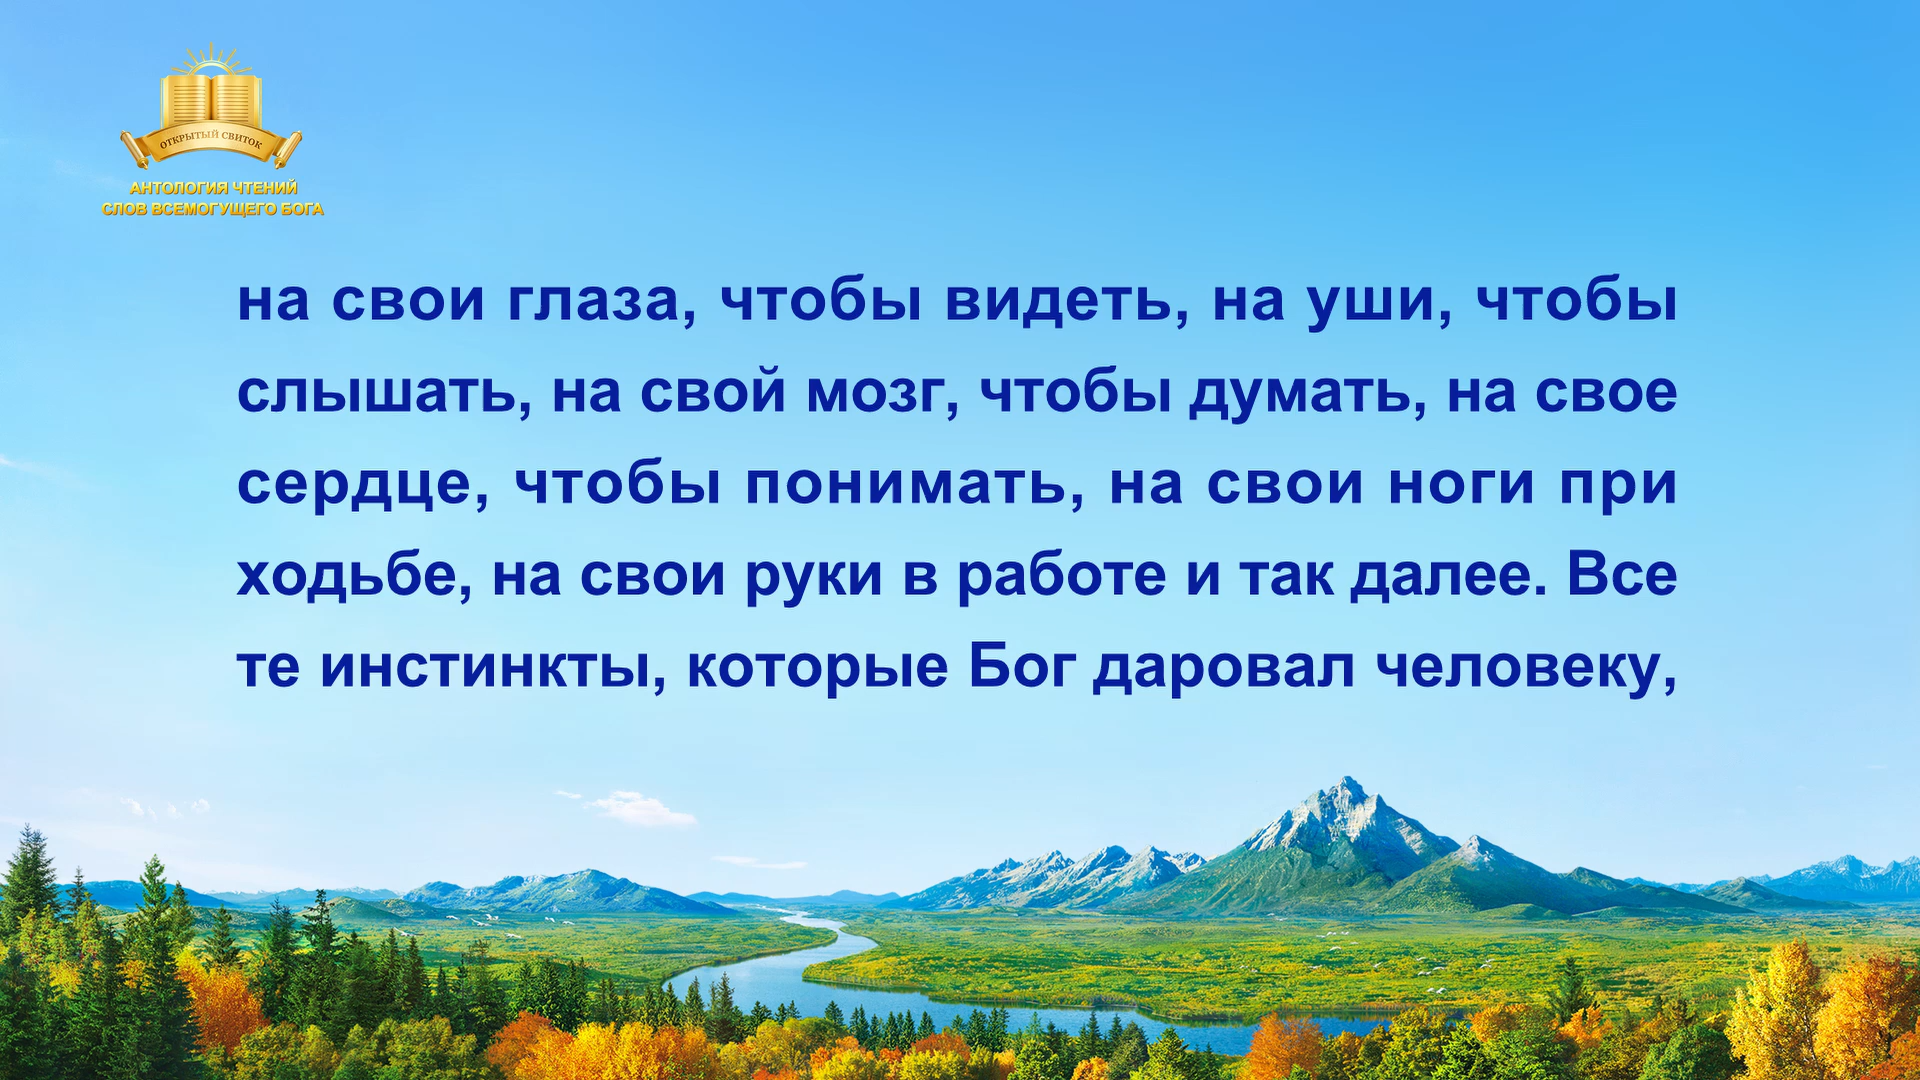 ОТКРЫТЫЙ СВИТОК
АНТОЛОГИЯ ЧТЕНИЙ
СЛОВ ВСЕМОГУЩЕГО БОГА
на свои глаза, чтобы видеть, на уши, чтобы
слышать, на свой мозг, чтобы думать, на свое
сердце, чтобы понимать, на свои ноги при
ходьбе, на свои руки в работе и так далее. Все
те инстинкты, которые Бог даровал человеку,